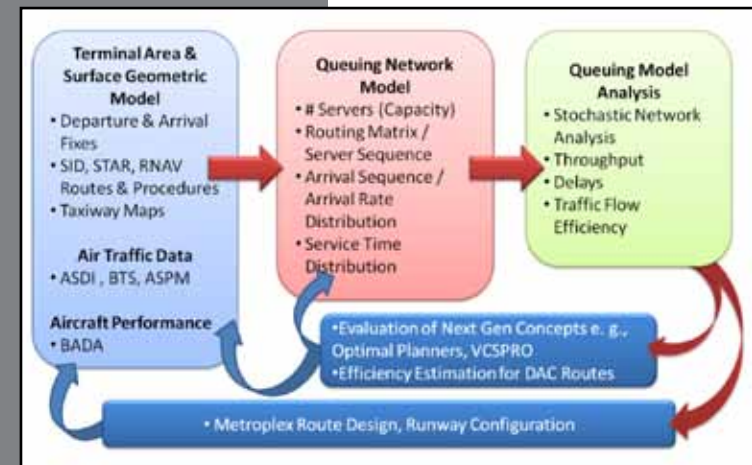 Terminal Area &
Surface Geometric
Model
• Departure & Arrival
Fixes
• SID, STAR, RNAV
Routes & Procedures
• Taxiway Maps
Air Traffic Data
• ASDI , BTS, ASPM
Aircraft Performance
• BADA
Queuing Network
Model
• # Servers (Capacity)
• Routing Matrix /
Server Sequence
• Arrival Sequence /
Arrival Rate
Distribution
• Service Time
Distribution
Queuing Model
Analysis
• Stochastic Network
Analysis
• Throughput
• Delays
• Traffic Flow
Efficiency
•Evaluation of Next Gen Concepts e. g.,
Optimal Planners, VCSPRO
•Efficiency Estimation for DAC Routes
• Metroplex Route Design, Runway Configuration